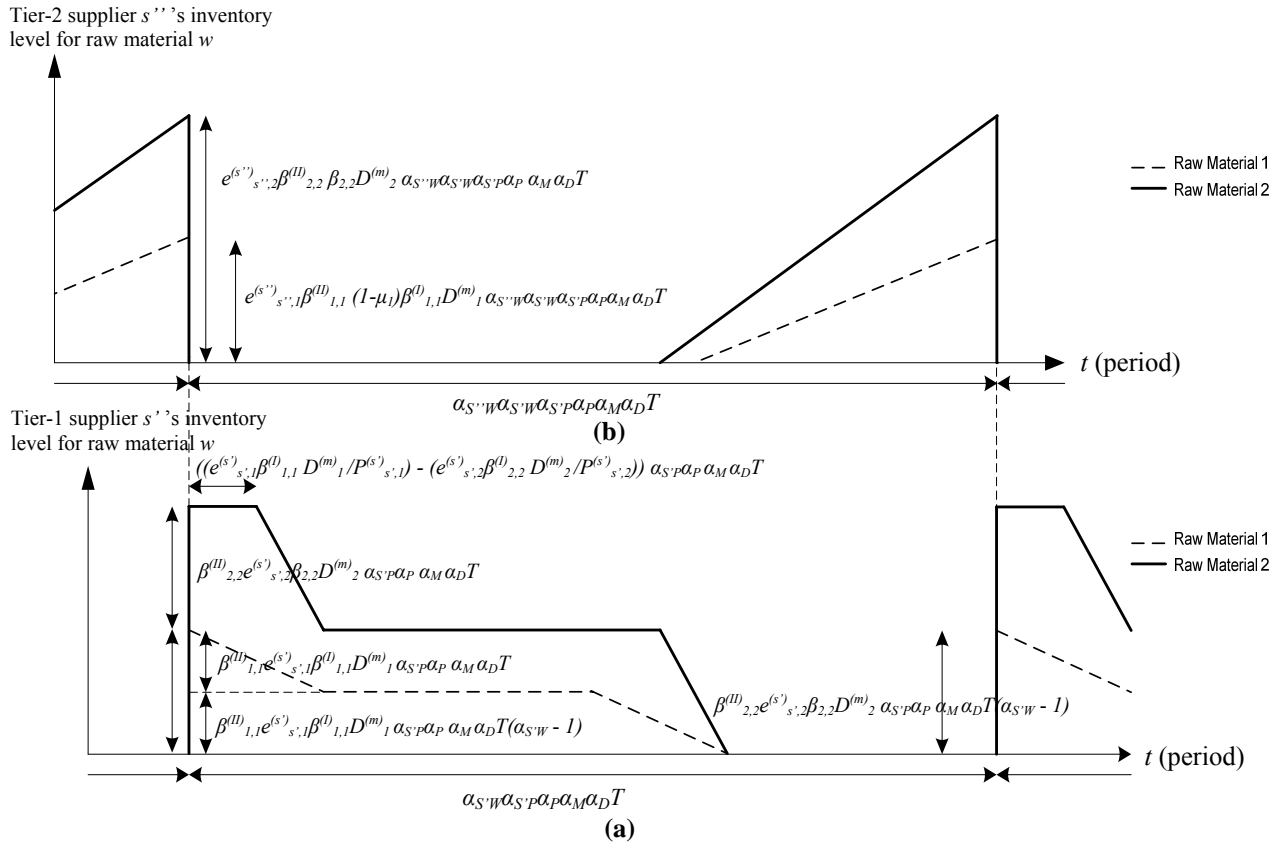 Tier-2 supplier s'' 's inventory
level for raw material w
e^(s'')_s'',2 β^(II)_2,2 β_2,2 D^(m)_2 α_S''W α_S'W α_S'P α_P α_M α_D T
Raw Material 1
Raw Material 2
e^(s'')_s'',1 β^(II)_1,1 (1-μ_1) β^(I)_1,1 D^(m)_1 α_S''W α_S'W α_S'P α_P α_M α_D T
t (period)
α_S''W α_S'W α_S'P α_P α_M α_D T
(b)
Tier-1 supplier s' 's inventory
level for raw material w
((e^(s')_s',1 β^(I)_1,1 D^(m)_1 /P^(s')_s',1) - (e^(s')_s',2 β^(I)_2,2 D^(m)_2 /P^(s')_s',2)) α_S'P α_P α_M α_D T
Raw Material 1
Raw Material 2
β^(II)_2,2 e^(s')_s',2 β_2,2 D^(m)_2 α_S'P α_P α_M α_D T
β^(II)_1,1 e^(s')_s',1 β^(I)_1,1 D^(m)_1 α_S'P α_P α_M α_D T
β^(II)_2,2 e^(s')_s',2 β_2,2 D^(m)_2 α_S'P α_P α_M α_D T(α_S'W - 1)
β^(II)_1,1 e^(s')_s',1 β^(I)_1,1 D^(m)_1 α_S'P α_P α_M α_D T(α_S'W - 1)
t (period)
α_S'W α_S'P α_P α_M α_D T
(a)